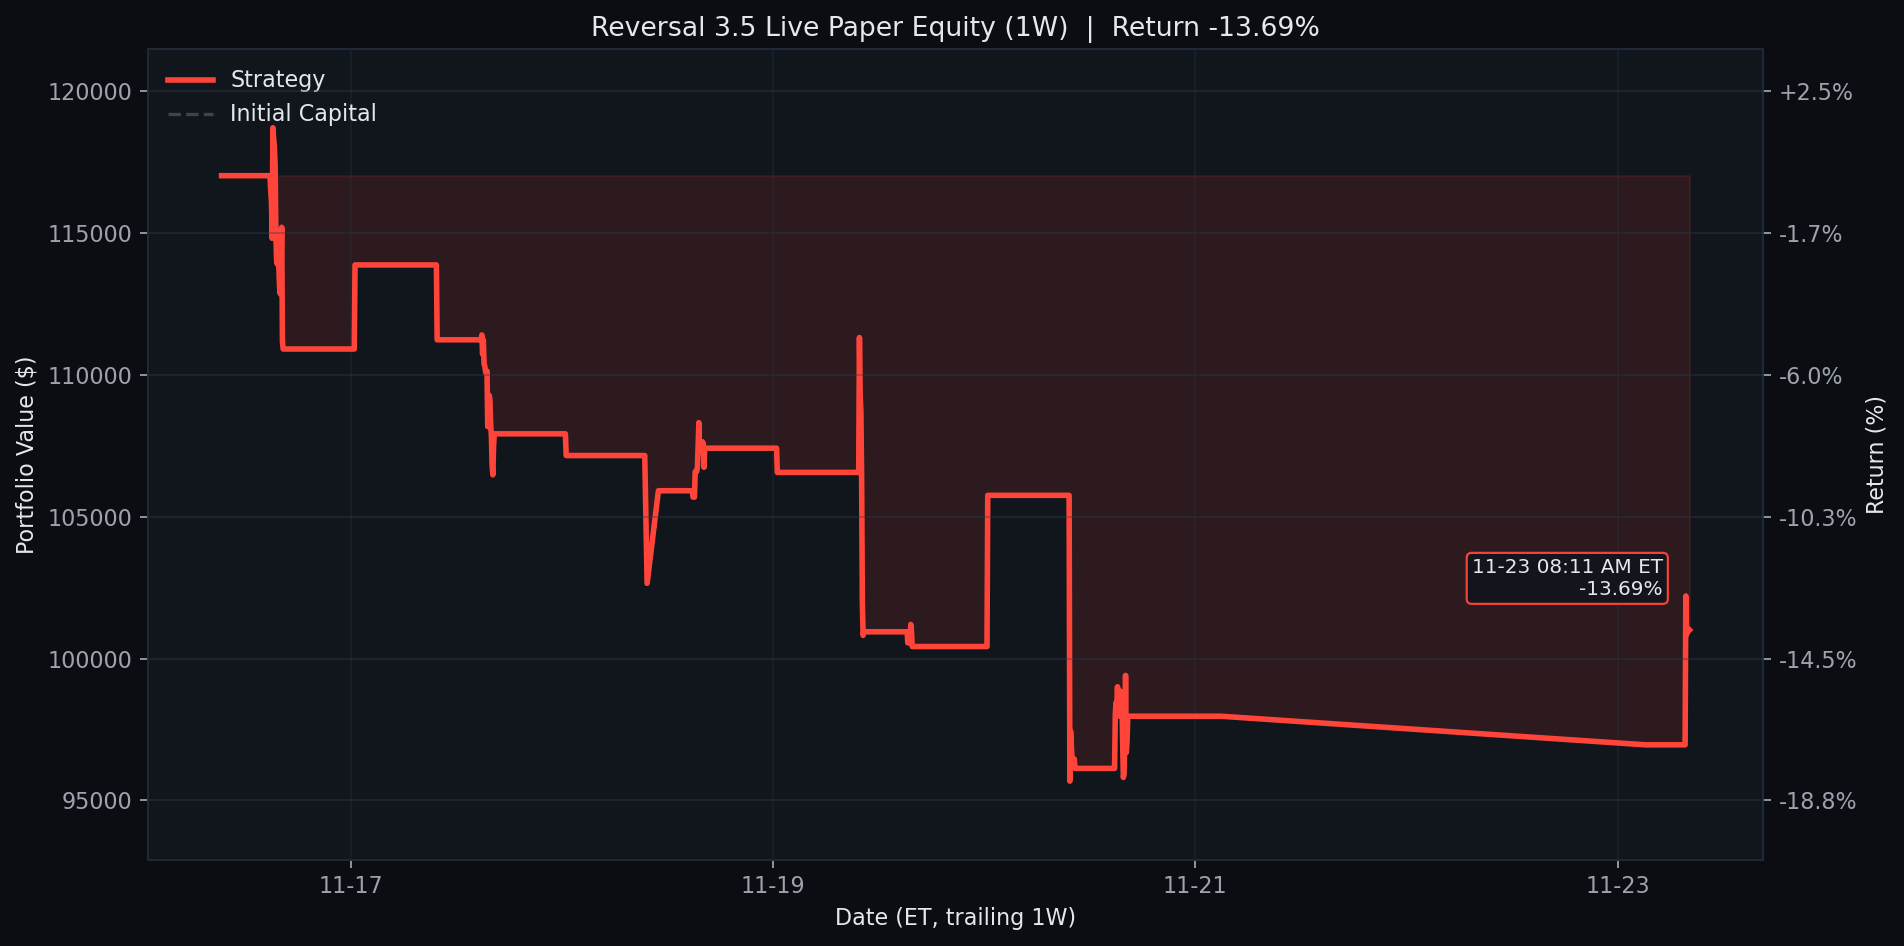 Reversal 3.5 Live Paper Equity (1W)  |  Return -13.69%
Strategy
Initial Capital
Portfolio Value ($)
120000
115000
110000
105000
100000
95000
+2.5%
-1.7%
-6.0%
-10.3%
-14.5%
-18.8%
Return (%)
11-23 08:11 AM ET
-13.69%
11-17
11-19
11-21
11-23
Date (ET, trailing 1W)